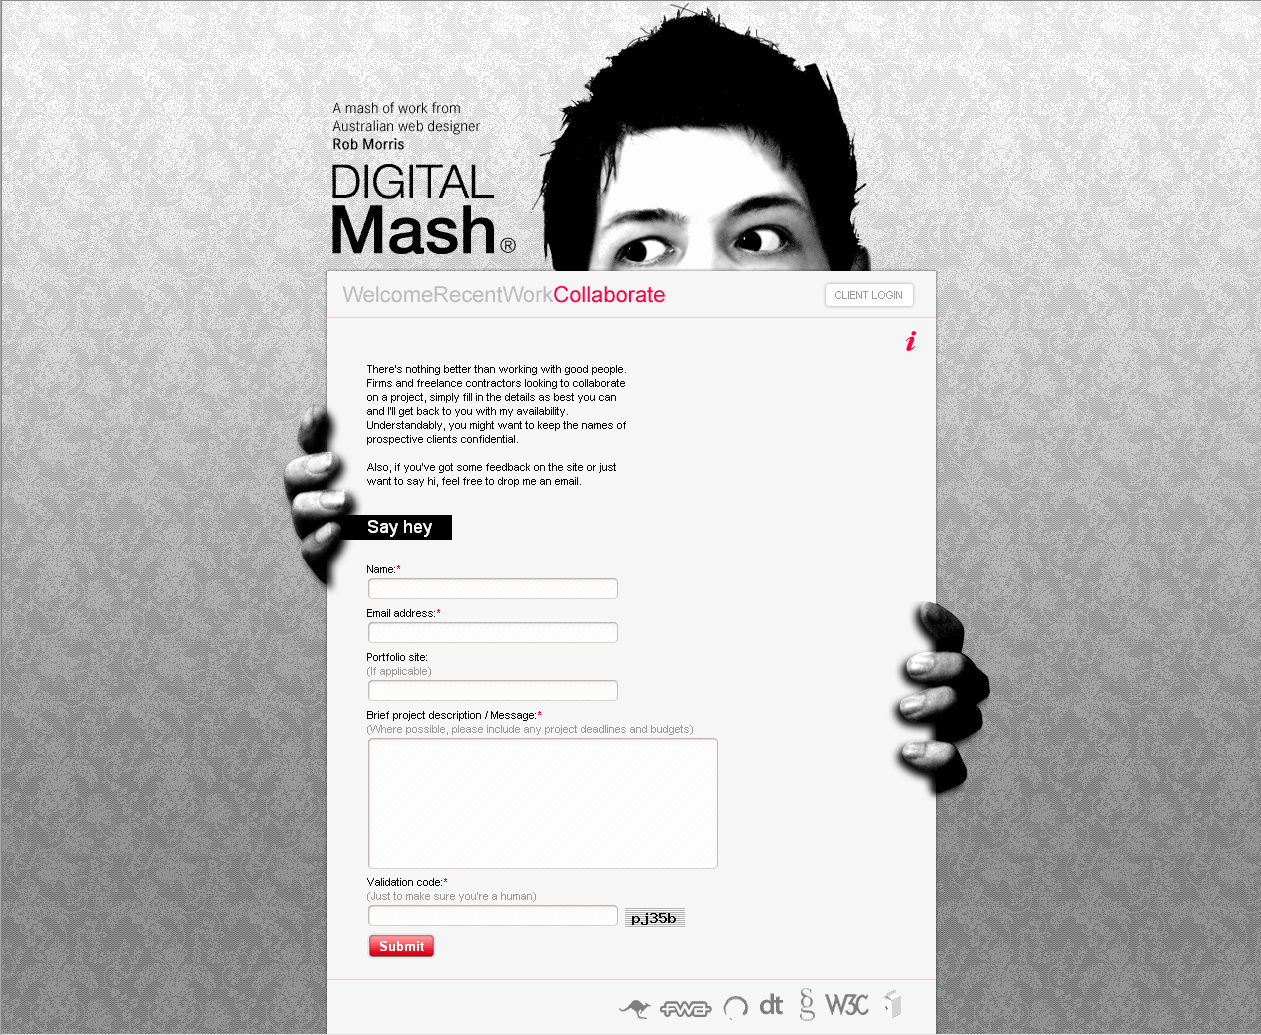 A mash of work from
Australian web designer
Rob Morris
DIGITAL
Mash®
WelcomeRecentWorkCollaborate
CLIENT LOGIN
i
There's nothing better than working with good people.
Firms and freelance contractors looking to collaborate
on a project, simply fill in the details as best you can
and I'll get back to you with my availability.
Understandably, you might want to keep the names of
prospective clients confidential.
Also, if you've got some feedback on the site or just
want to say hi, feel free to drop me an email.
Say hey
Name:*
Email address:*
Portfolio site:
(If applicable)
Brief project description / Message:*
(Where possible, please include any project deadlines and budgets)
Validation code:*
(Just to make sure you're a human)
pj35b
Submit
FWA dt g W3C